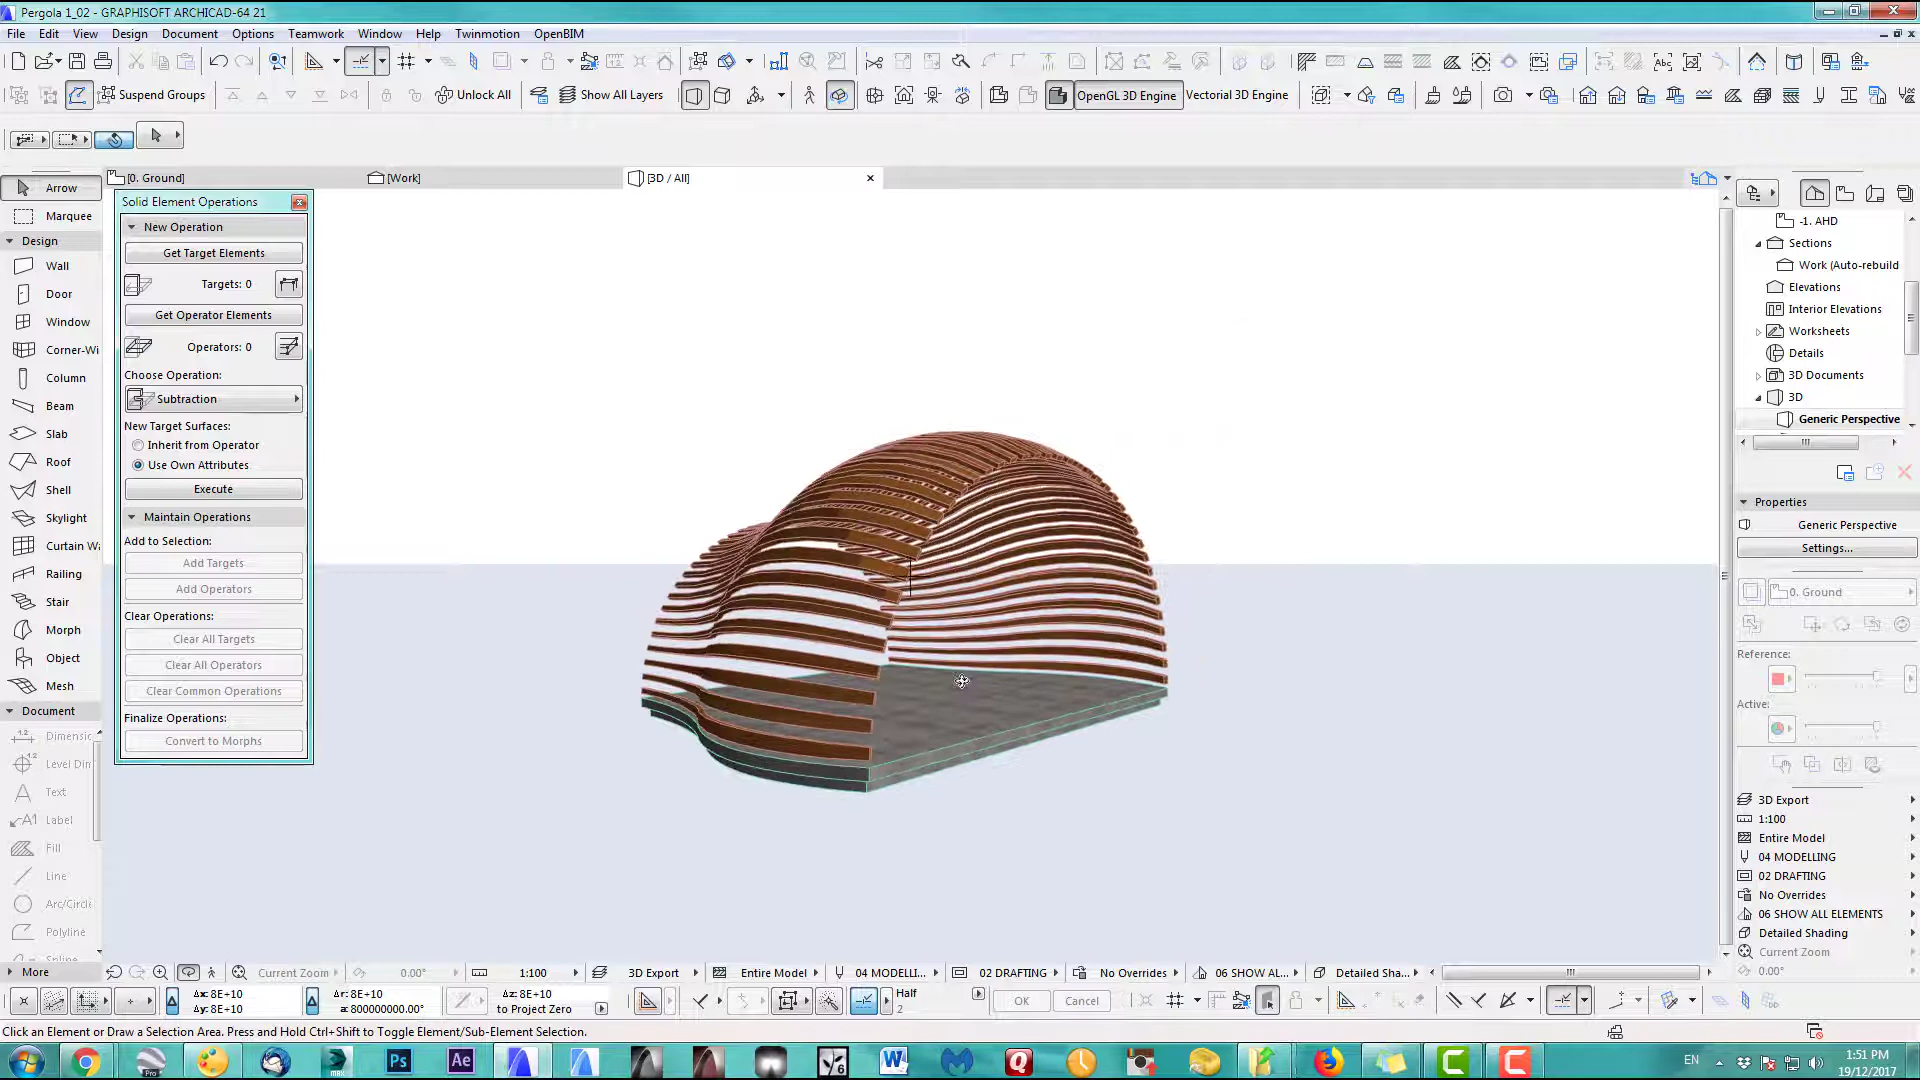 Pergola 1_02 - GRAPHISOFT ARCHICAD-64 21
File Edit View Design Document Options Teamwork Window Help Twinmotion OpenBIM
Suspend Groups Unlock All Show All Layers OpenGL 3D Engine Vectorial 3D Engine
[0. Ground] [Work] [3D / All]
Arrow
Marquee
Design
Wall
Door
Window
Corner-Wi
Column
Beam
Slab
Roof
Shell
Skylight
Curtain Wa
Railing
Stair
Morph
Object
Mesh
Document
Dimensic
Level Dim
Text
Label
Fill
Line
Arc/Circle
Polyline
More
Solid Element Operations
New Operation
Get Target Elements
Targets: 0
Get Operator Elements
Operators: 0
Choose Operation:
Subtraction
New Target Surfaces:
Inherit from Operator
Use Own Attributes
Execute
Maintain Operations
Add to Selection:
Add Targets
Add Operators
Clear Operations:
Clear All Targets
Clear All Operators
Clear Common Operations
Finalize Operations:
Convert to Morphs
-1. AHD
Sections
Work (Auto-rebuild
Elevations
Interior Elevations
Worksheets
Details
3D Documents
3D
Generic Perspective
Properties
Generic Perspective
Settings...
0. Ground
Reference:
Active:
3D Export
1:100
Entire Model
04 MODELLING
02 DRAFTING
No Overrides
06 SHOW ALL ELEMENTS
Detailed Shading
Current Zoom
0.00°
Current Zoom 0.00° 1:100 3D Export Entire Model 04 MODELLI... 02 DRAFTING No Overrides 06 SHOW AL... Detailed Sha...
Δx: 8E+10 Δr: 8E+10 Δz: 8E+10 Half
Δy: 8E+10 a: 800000000.00° to Project Zero 2 OK Cancel
Click an Element or Draw a Selection Area. Press and Hold Ctrl+Shift to Toggle Element/Sub-Element Selection.
Pro MAX Ps Ae 6 W Q C C EN 1:51 PM
19/12/2017